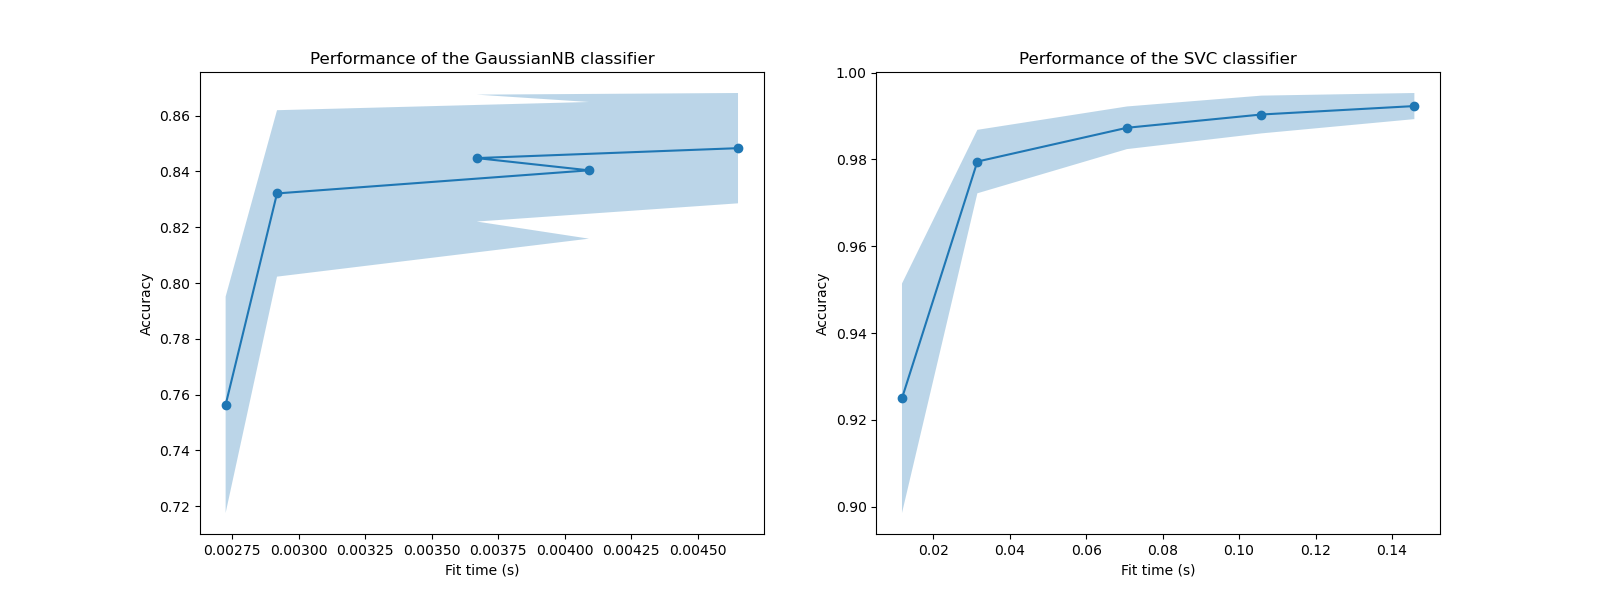 Performance of the GaussianNB classifier
Accuracy
0.86
0.84
0.82
0.80
0.78
0.76
0.74
0.72
0.00275 0.00300 0.00325 0.00350 0.00375 0.00400 0.00425 0.00450
Fit time (s)
Performance of the SVC classifier
Accuracy
1.00
0.98
0.96
0.94
0.92
0.90
0.02 0.04 0.06 0.08 0.10 0.12 0.14
Fit time (s)